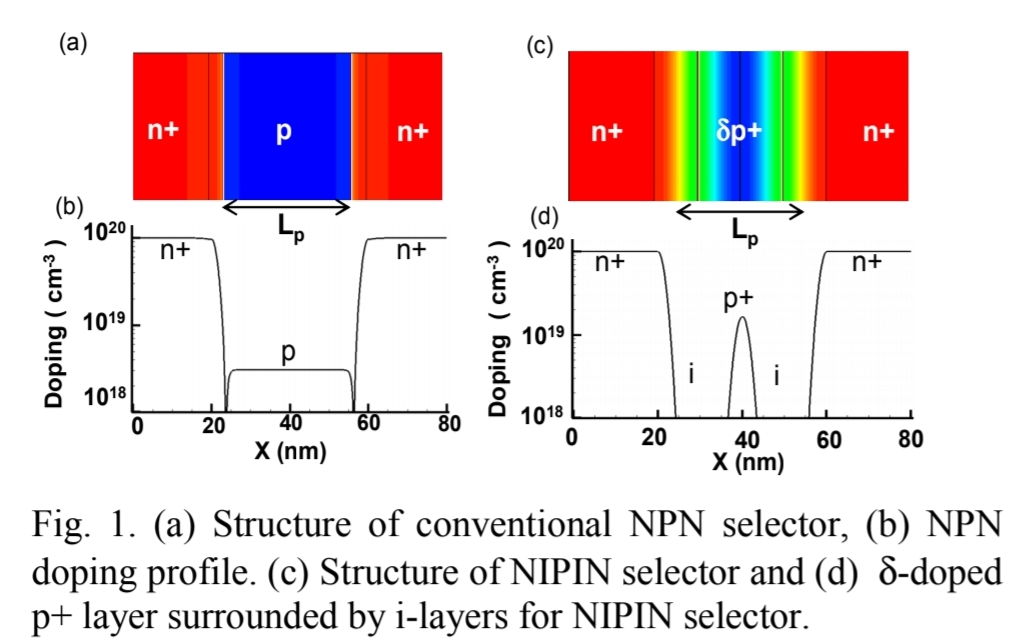 (a)
n+ p n+
Lp
(b)
Doping ( cm-3 )
10^20
10^19
10^18
n+ p n+
0 20 40 60 80
X (nm)
(c)
n+ δp+ n+
Lp
(d)
Doping ( cm-3 )
10^20
10^19
10^18
n+ i p+ i n+
0 20 40 60 80
X (nm)
Fig. 1. (a) Structure of conventional NPN selector, (b) NPN
doping profile. (c) Structure of NIPIN selector and (d) δ-doped
p+ layer surrounded by i-layers for NIPIN selector.